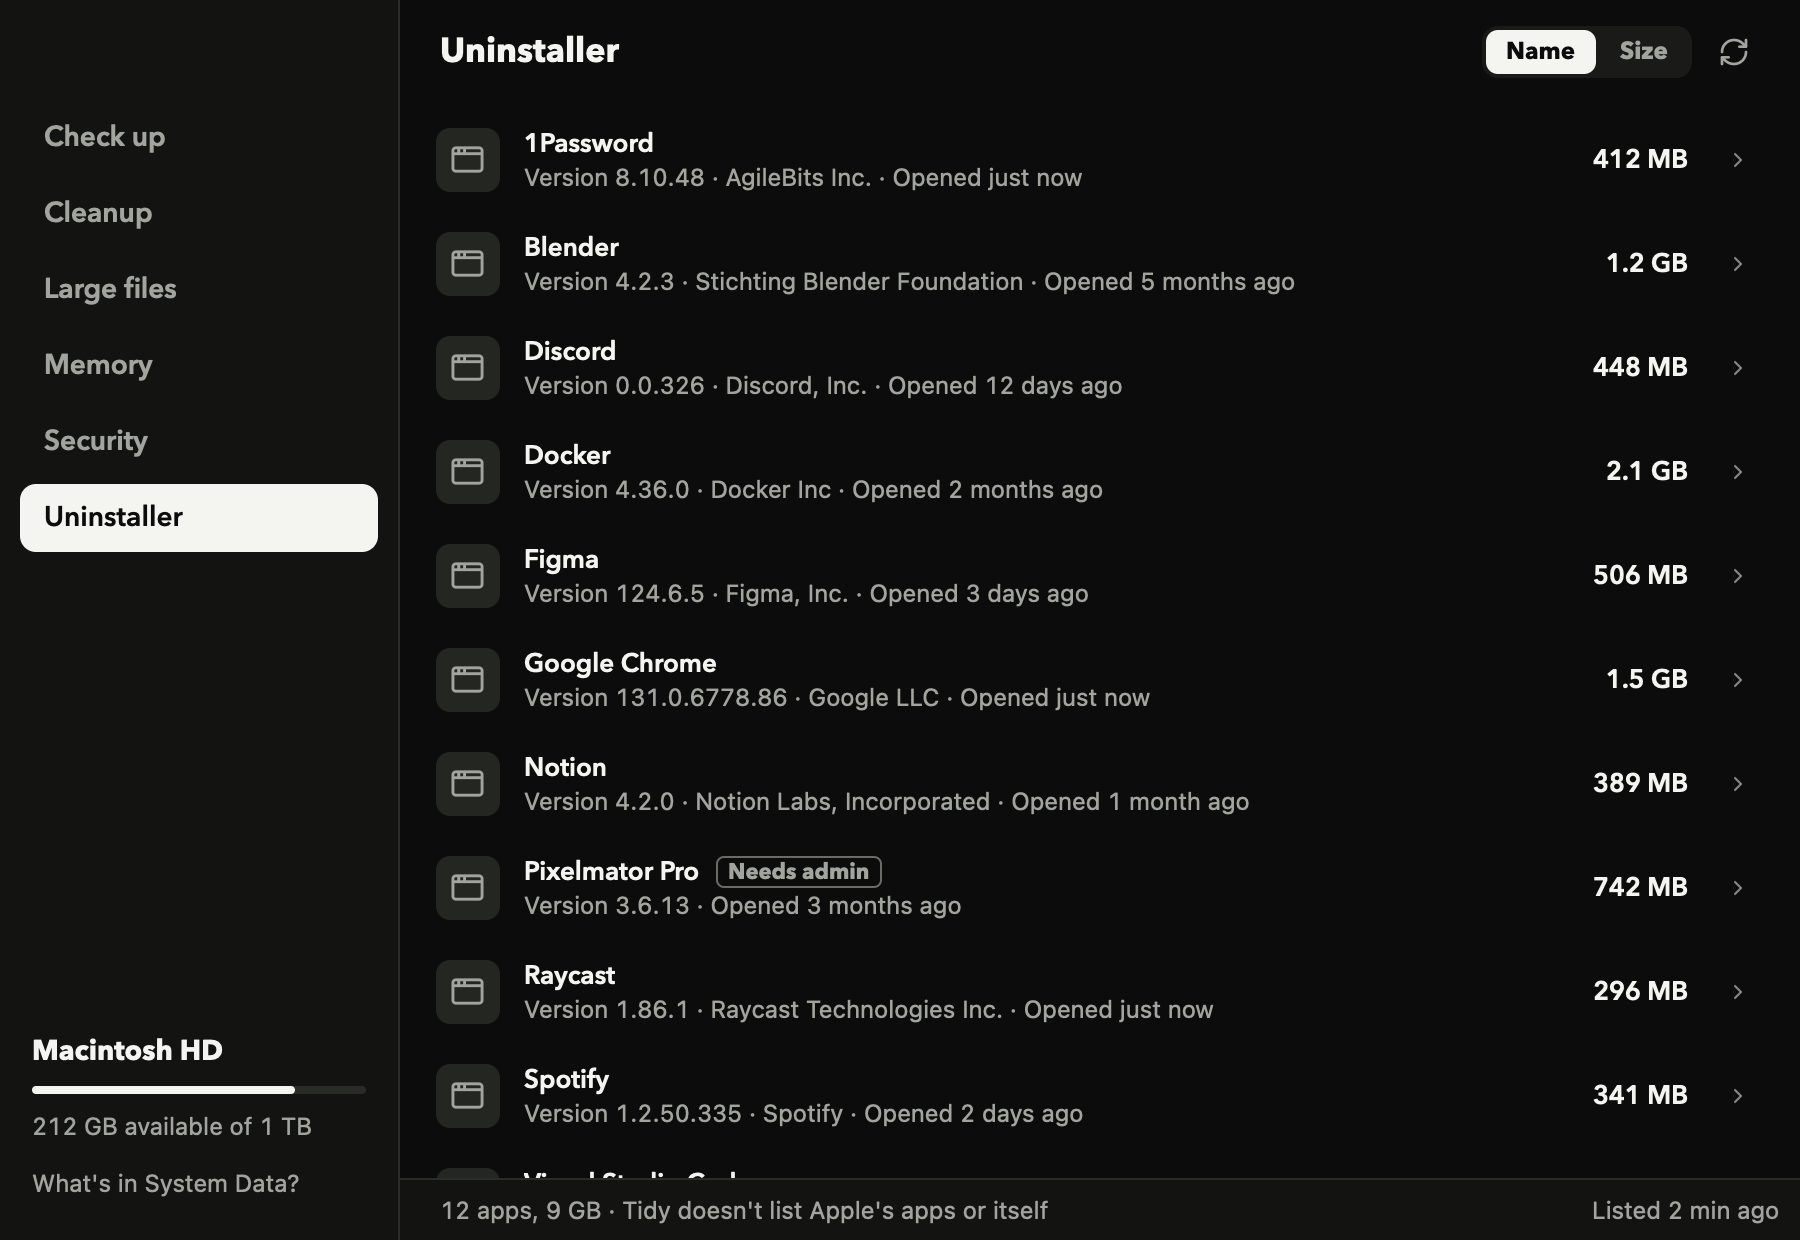 Uninstaller
Name
Size
Check up
Cleanup
Large files
Memory
Security
Uninstaller
1Password
Version 8.10.48 · AgileBits Inc. · Opened just now
412 MB
Blender
Version 4.2.3 · Stichting Blender Foundation · Opened 5 months ago
1.2 GB
Discord
Version 0.0.326 · Discord, Inc. · Opened 12 days ago
448 MB
Docker
Version 4.36.0 · Docker Inc · Opened 2 months ago
2.1 GB
Figma
Version 124.6.5 · Figma, Inc. · Opened 3 days ago
506 MB
Google Chrome
Version 131.0.6778.86 · Google LLC · Opened just now
1.5 GB
Notion
Version 4.2.0 · Notion Labs, Incorporated · Opened 1 month ago
389 MB
Pixelmator Pro
Needs admin
Version 3.6.13 · Opened 3 months ago
742 MB
Raycast
Version 1.86.1 · Raycast Technologies Inc. · Opened just now
296 MB
Spotify
Version 1.2.50.335 · Spotify · Opened 2 days ago
341 MB
Visual Studio Code
Macintosh HD
212 GB available of 1 TB
What's in System Data?
12 apps, 9 GB · Tidy doesn't list Apple's apps or itself
Listed 2 min ago